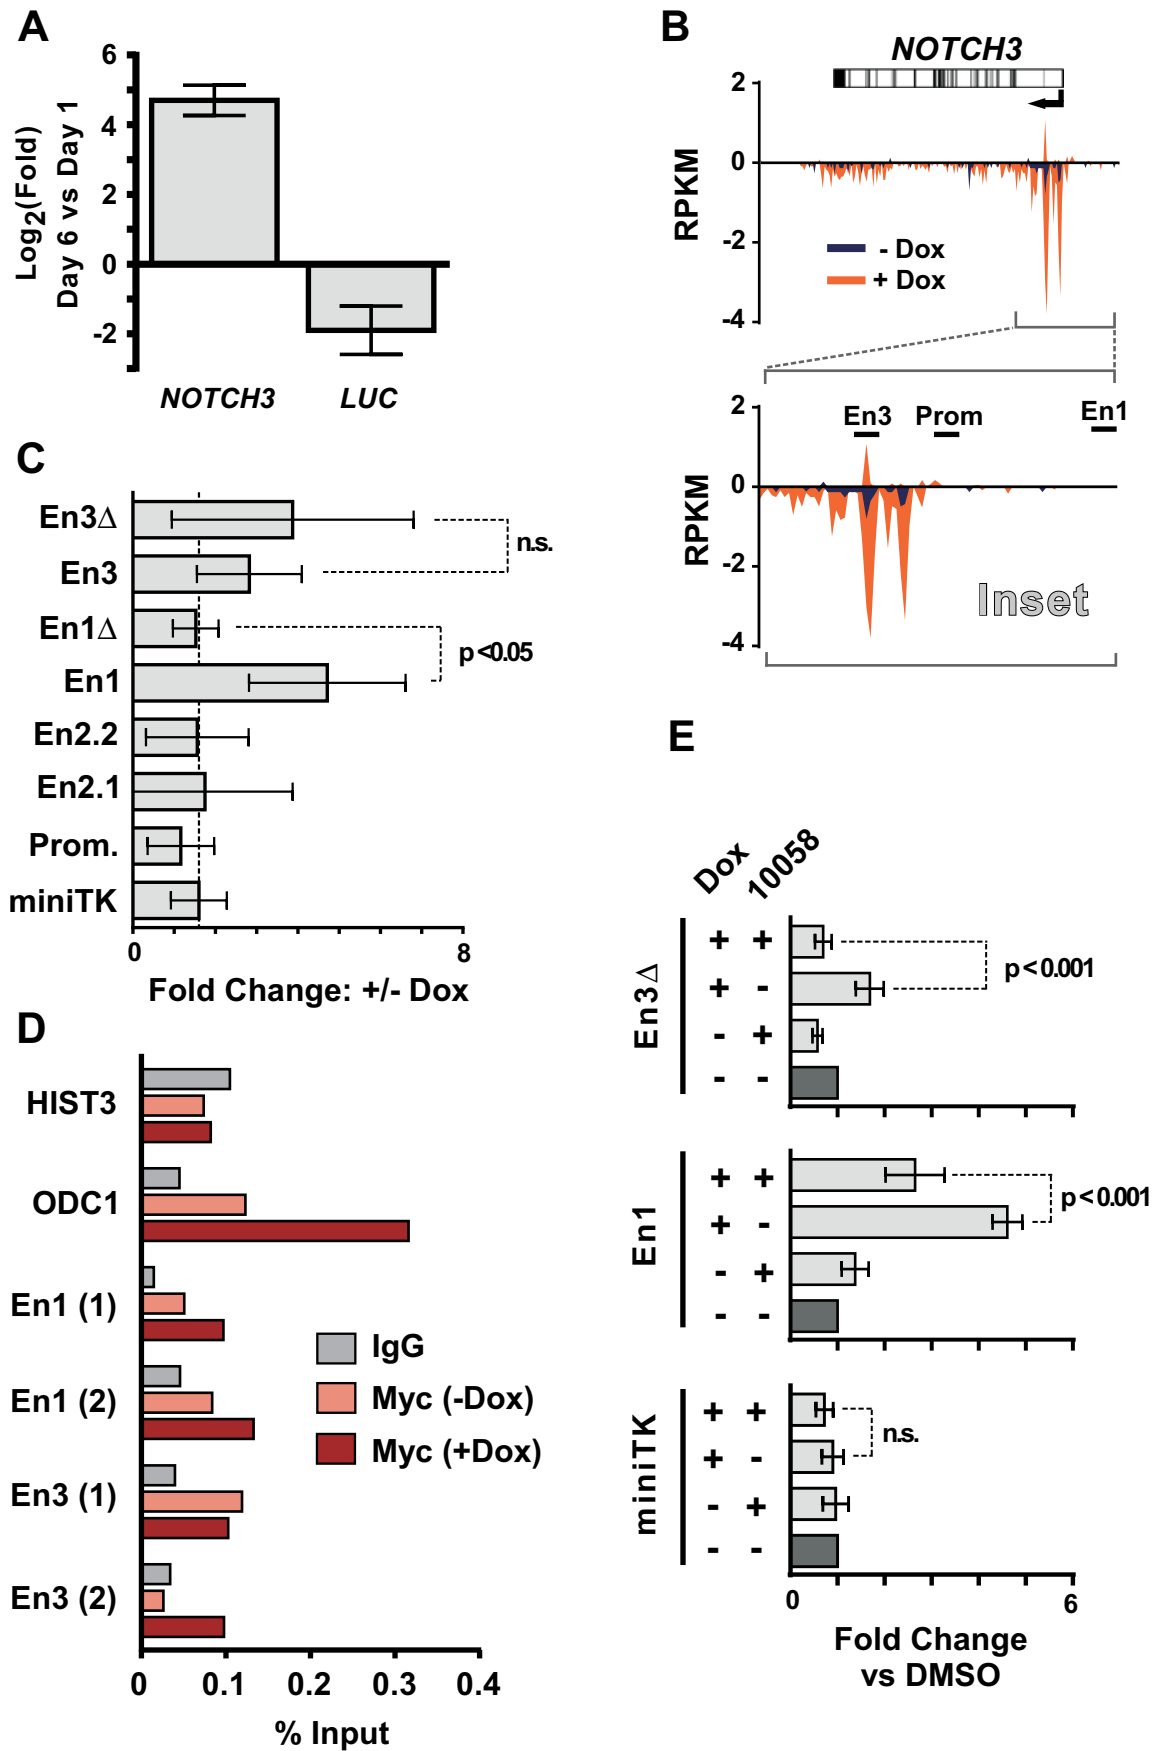 A
6
4
2
0
-2
Log2(Fold)
Day 6 vs Day 1
NOTCH3 LUC
B
NOTCH3
2
0
-2
-4
RPKM
- Dox
+ Dox
2
0
-2
-4
RPKM
En3 Prom En1
Inset
C
En3Δ
En3
En1Δ
En1
En2.2
En2.1
Prom.
miniTK
n.s.
p <0.05
0 8
Fold Change: +/- Dox
D
HIST3
ODC1
En1 (1)
En1 (2)
En3 (1)
En3 (2)
IgG
Myc (-Dox)
Myc (+Dox)
0 0.1 0.2 0.3 0.4
% Input
E
Dox 10058
En3Δ
+ +
+ -
- +
- -
p < 0.001
En1
+ +
+ -
- +
- -
p < 0.001
miniTK
+ +
+ -
- +
- -
n.s.
0 6
Fold Change
vs DMSO